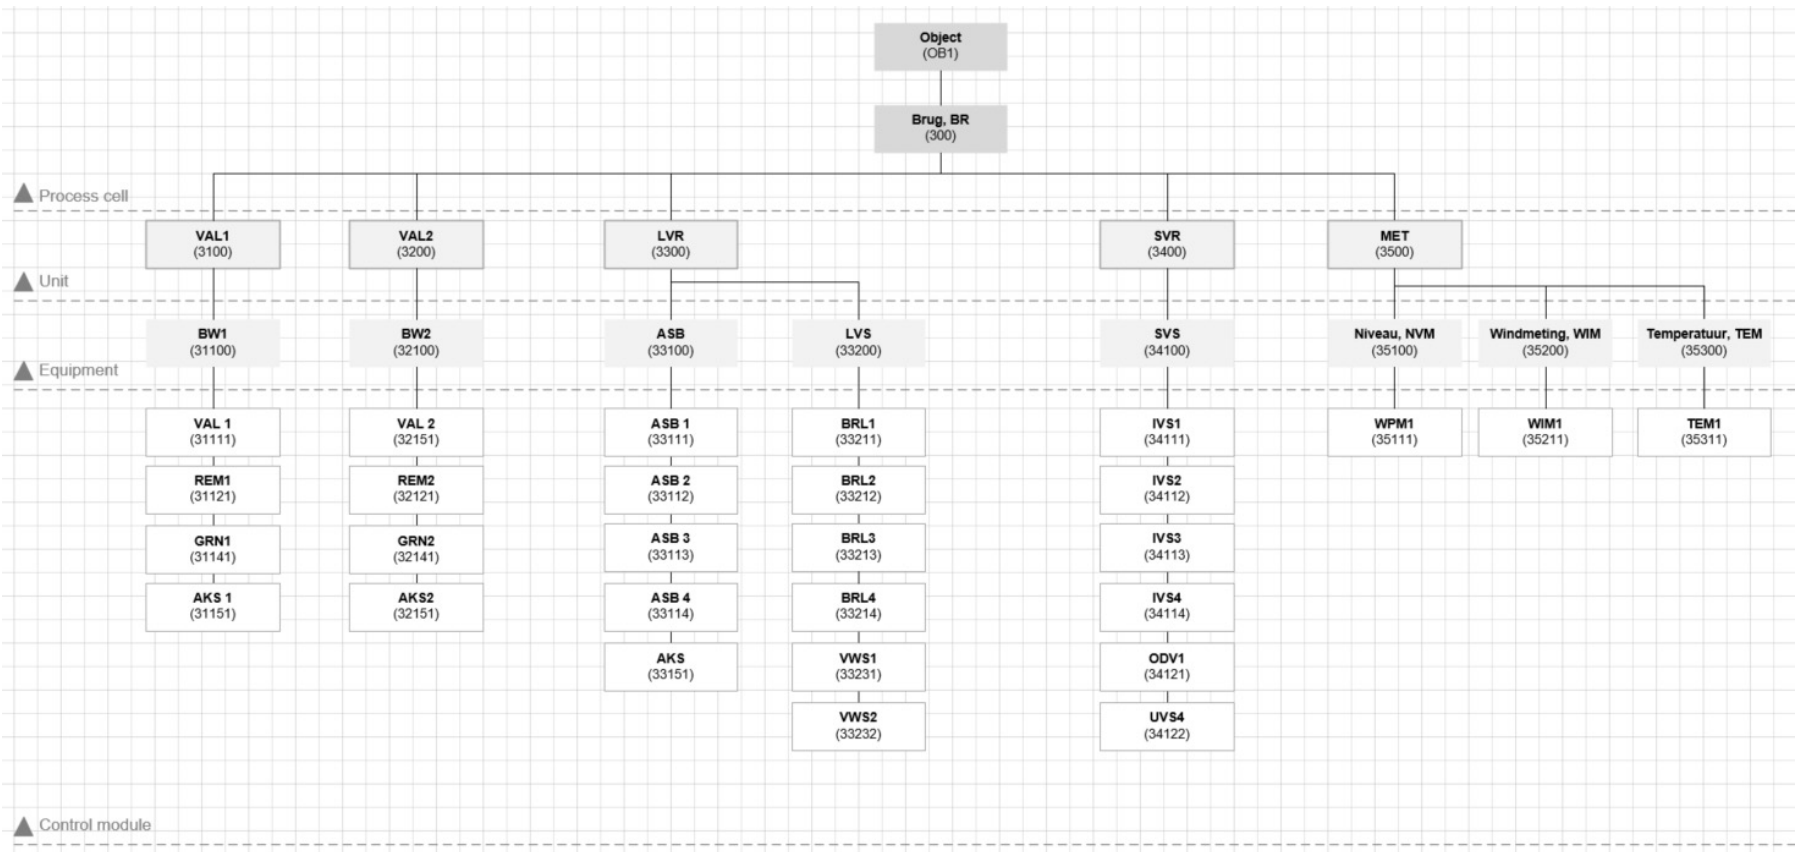 Object
(OB1)
Brug, BR
(300)
Process cell
VAL1
(3100)
VAL2
(3200)
LVR
(3300)
SVR
(3400)
MET
(3500)
Unit
BW1
(31100)
BW2
(32100)
ASB
(33100)
LVS
(33200)
SVS
(34100)
Niveau, NVM
(35100)
Windmeting, WIM
(35200)
Temperatuur, TEM
(35300)
Equipment
VAL 1
(31111)
REM1
(31121)
GRN1
(31141)
AKS 1
(31151)
VAL 2
(32151)
REM2
(32121)
GRN2
(32141)
AKS2
(32151)
ASB 1
(33111)
ASB 2
(33112)
ASB 3
(33113)
ASB 4
(33114)
AKS
(33151)
BRL1
(33211)
BRL2
(33212)
BRL3
(33213)
BRL4
(33214)
VWS1
(33231)
VWS2
(33232)
IVS1
(34111)
IVS2
(34112)
IVS3
(34113)
IVS4
(34114)
ODV1
(34121)
UVS4
(34122)
WPM1
(35111)
WIM1
(35211)
TEM1
(35311)
Control module